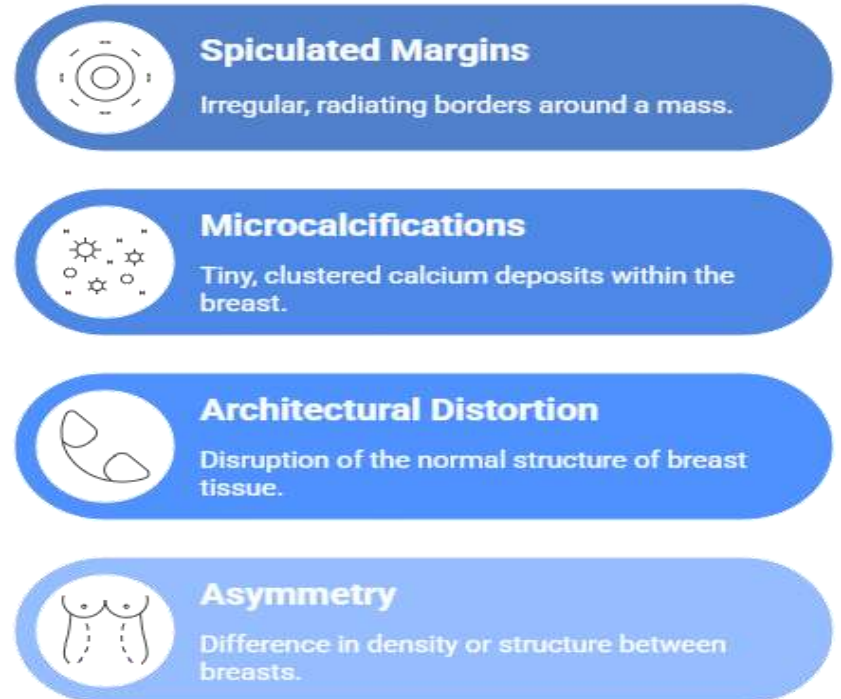 Spiculated Margins
Irregular, radiating borders around a mass.
Microcalcifications
Tiny, clustered calcium deposits within the
breast.
Architectural Distortion
Disruption of the normal structure of breast
tissue.
Asymmetry
Difference in density or structure between
breasts.